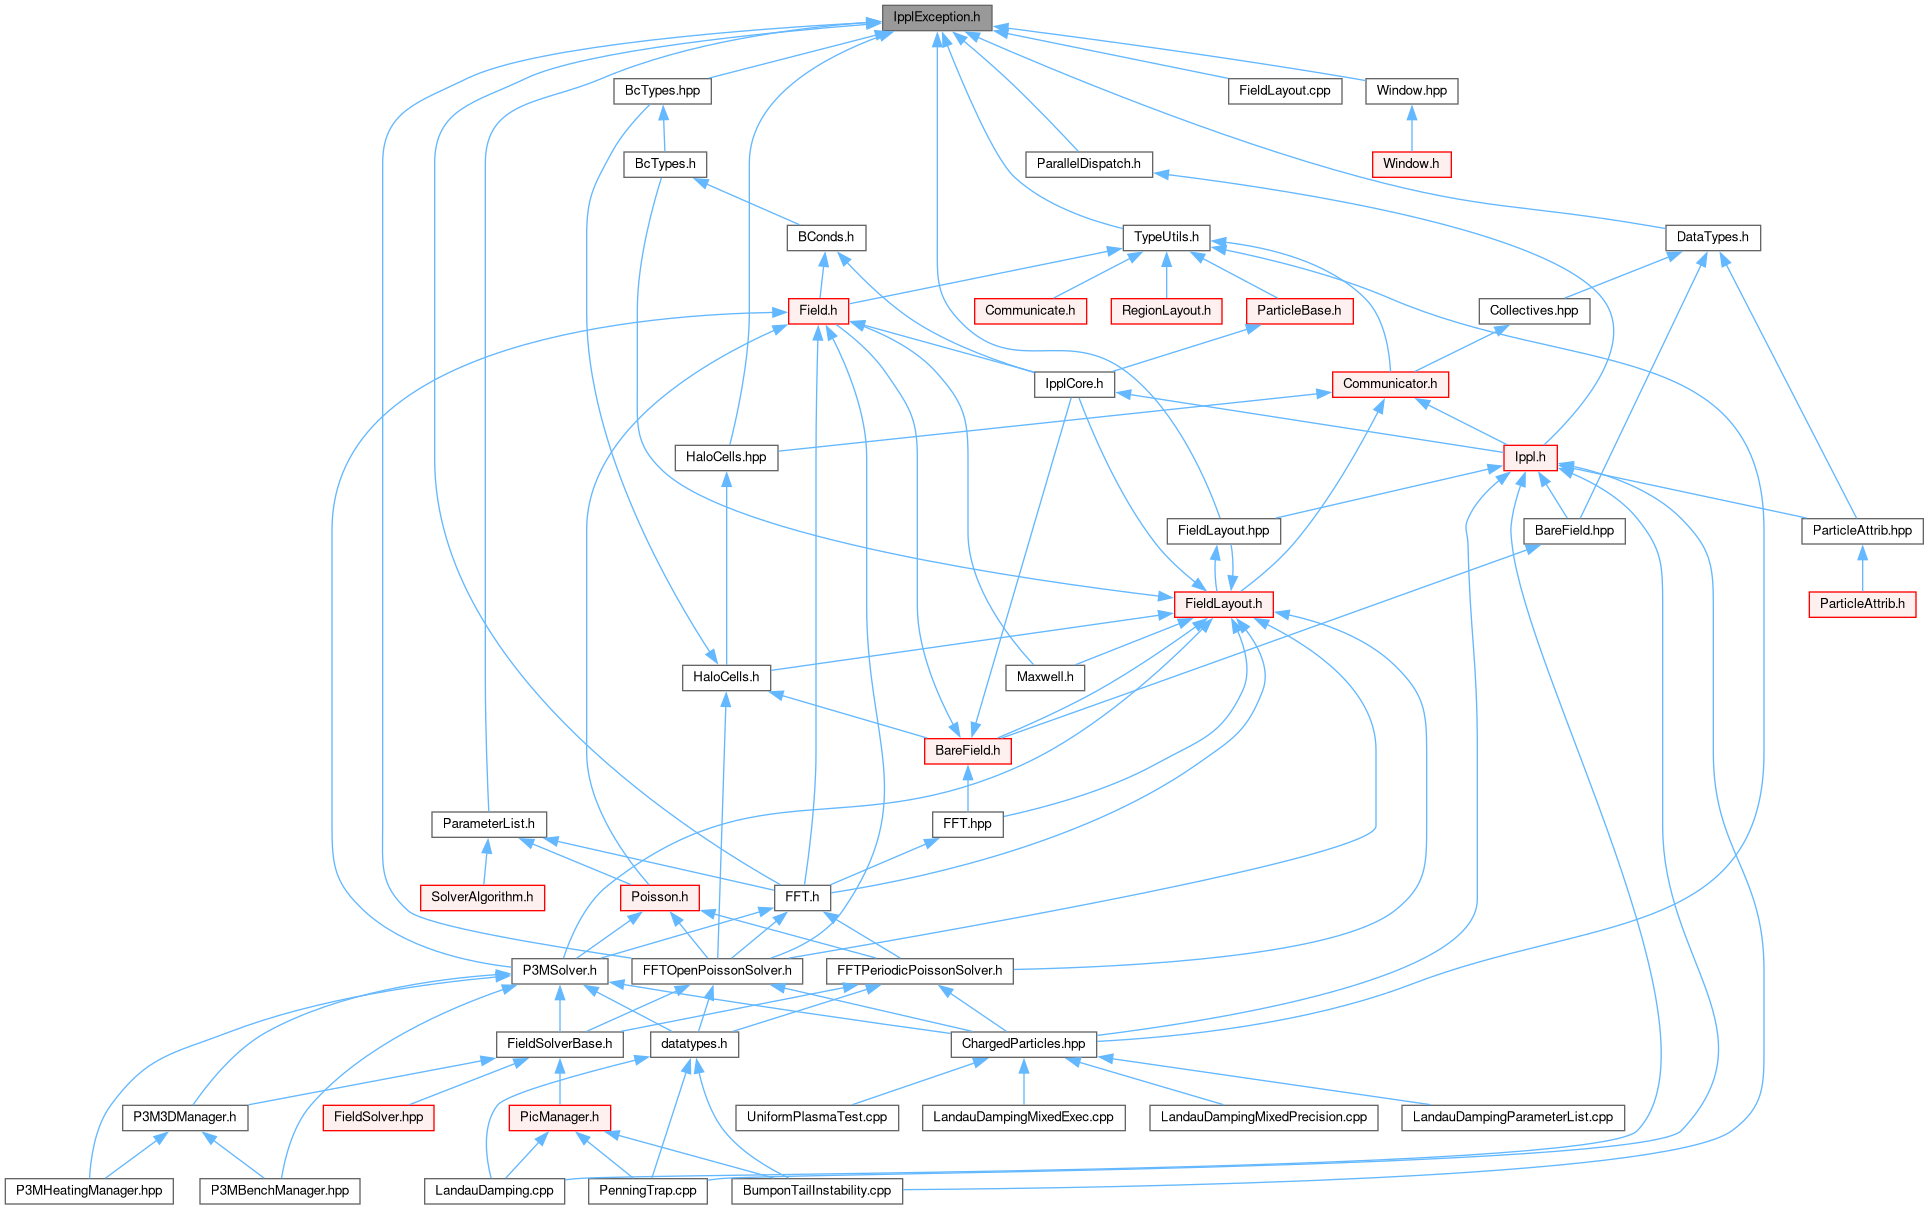 IpplException.h
BcTypes.hpp
FieldLayout.cpp
Window.hpp
BcTypes.h
ParallelDispatch.h
Window.h
BConds.h
TypeUtils.h
DataTypes.h
Field.h
Communicate.h
RegionLayout.h
ParticleBase.h
Collectives.hpp
IpplCore.h
Communicator.h
HaloCells.hpp
Ippl.h
FieldLayout.hpp
BareField.hpp
ParticleAttrib.hpp
FieldLayout.h
ParticleAttrib.h
HaloCells.h
Maxwell.h
BareField.h
ParameterList.h
FFT.hpp
SolverAlgorithm.h
Poisson.h
FFT.h
P3MSolver.h
FFTOpenPoissonSolver.h
FFTPeriodicPoissonSolver.h
FieldSolverBase.h
datatypes.h
ChargedParticles.hpp
P3M3DManager.h
FieldSolver.hpp
PicManager.h
UniformPlasmaTest.cpp
LandauDampingMixedExec.cpp
LandauDampingMixedPrecision.cpp
LandauDampingParameterList.cpp
P3MHeatingManager.hpp
P3MBenchManager.hpp
LandauDamping.cpp
PenningTrap.cpp
BumponTailInstability.cpp